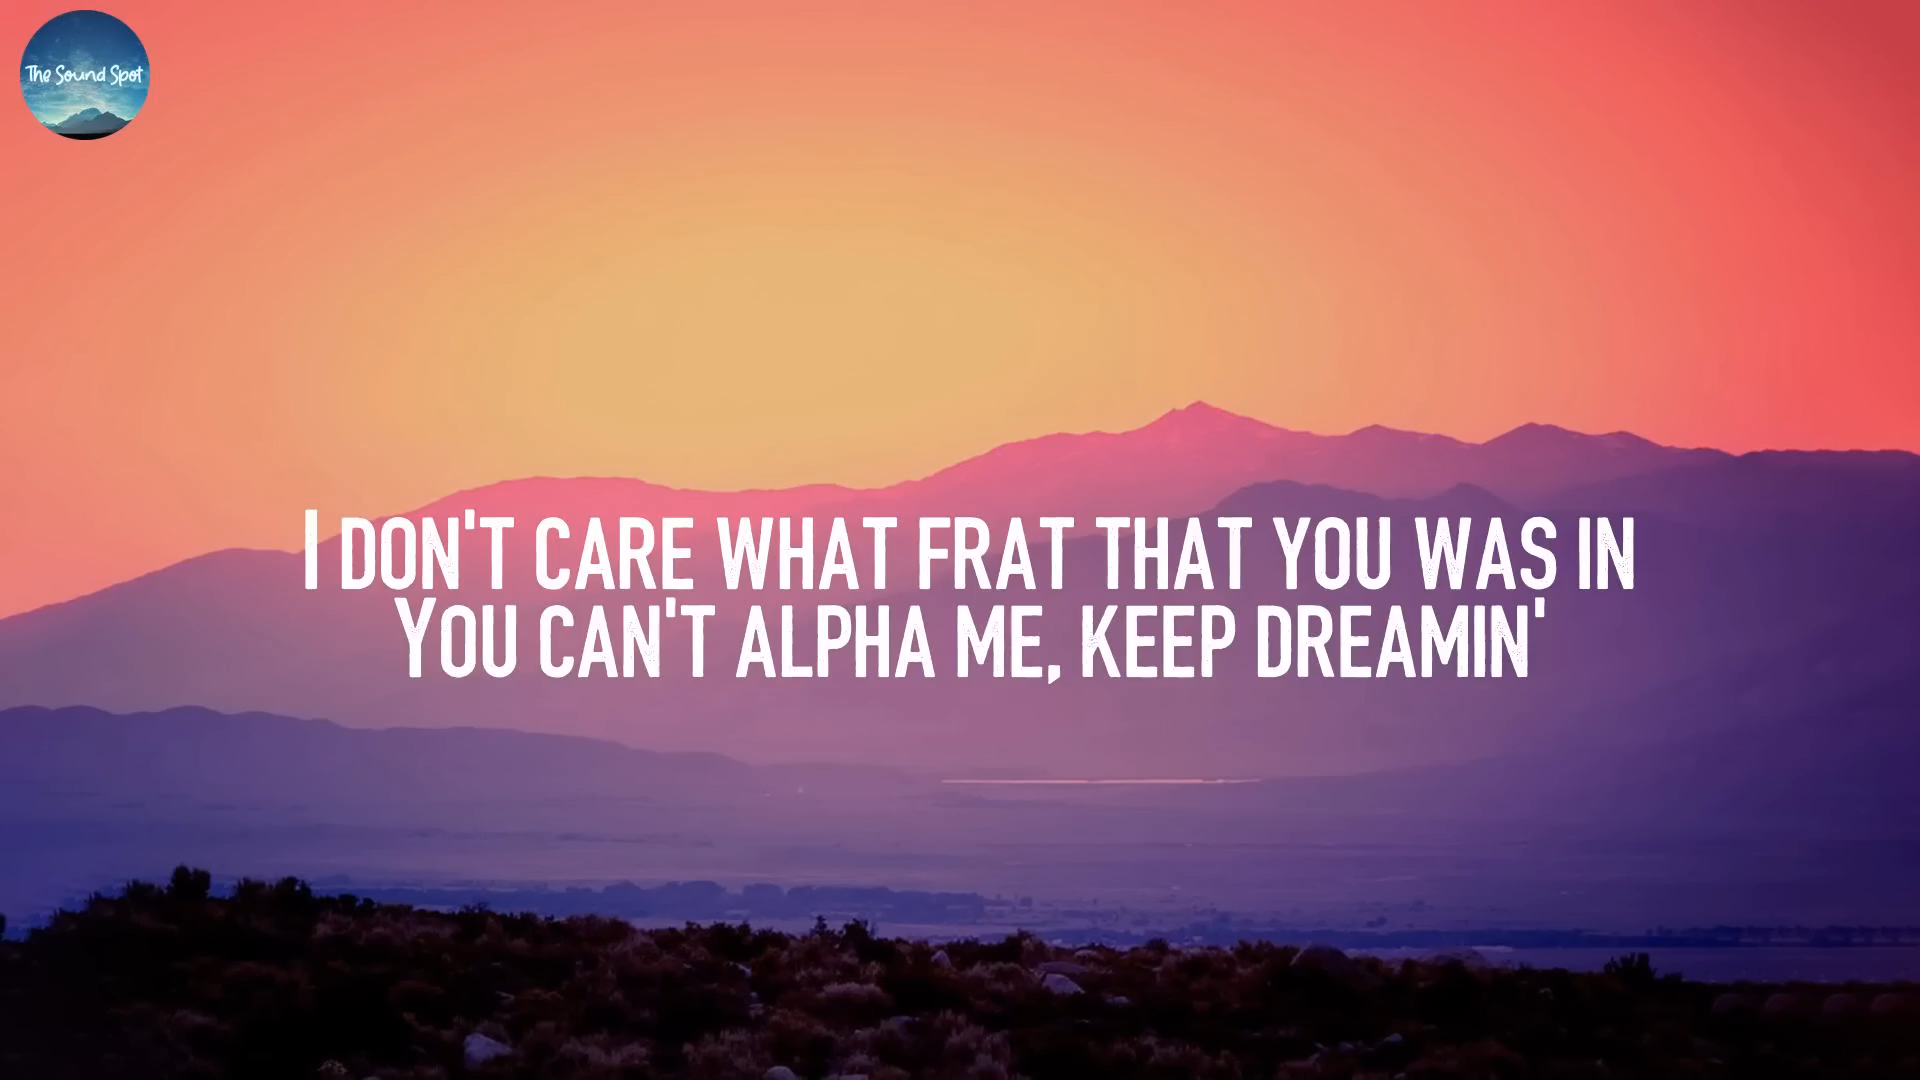 The Sound Spot
I DON'T CARE WHAT FRAT THAT YOU WAS IN
YOU CAN'T ALPHA ME, KEEP DREAMIN'